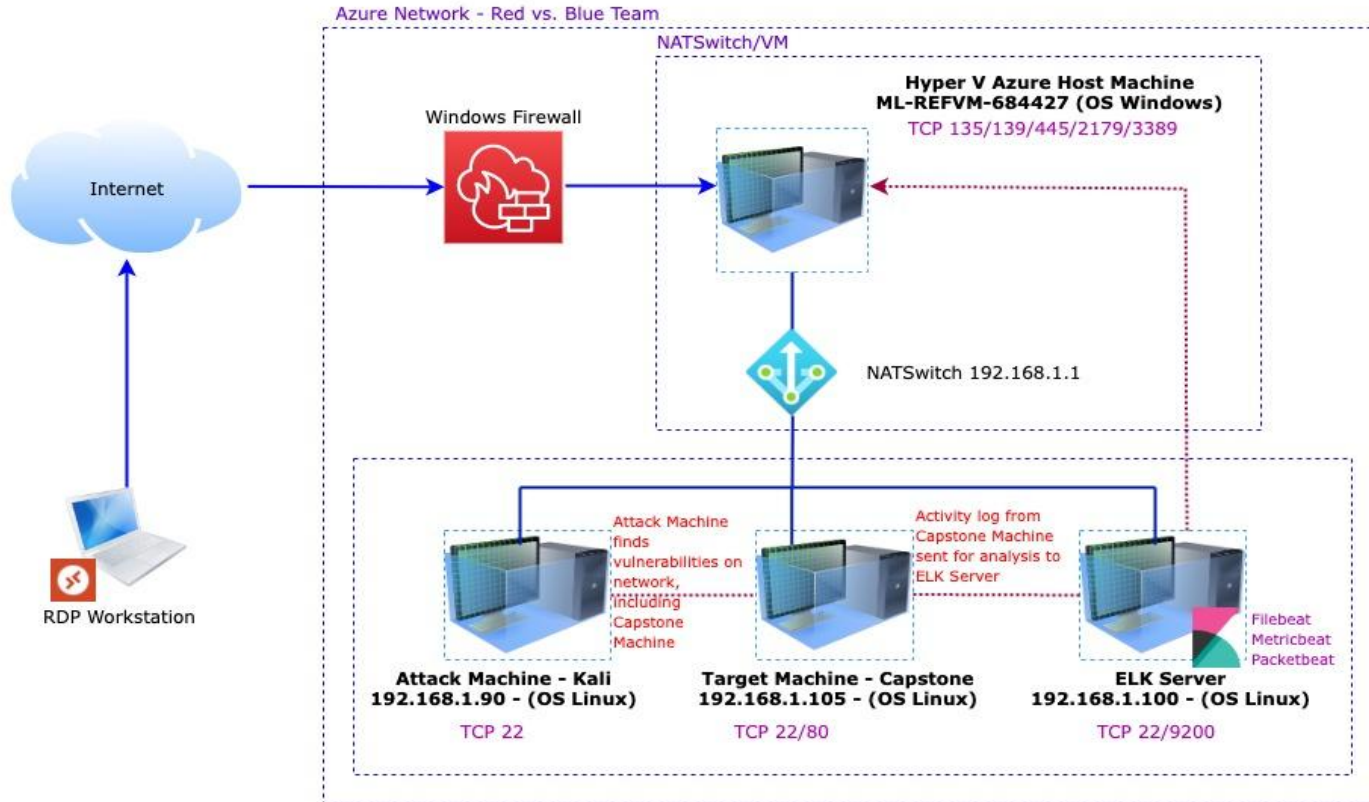 Azure Network - Red vs. Blue Team
NATSwitch/VM
Hyper V Azure Host Machine
ML-REFVM-684427 (OS Windows)
TCP 135/139/445/2179/3389
Windows Firewall
Internet
NATSwitch 192.168.1.1
RDP Workstation
Attack Machine
finds
vulnerabilities on
network,
including
Capstone
Machine
Activity log from
Capstone Machine
sent for analysis to
ELK Server
Filebeat
Metricbeat
Packetbeat
Attack Machine - Kali
192.168.1.90 - (OS Linux)
TCP 22
Target Machine - Capstone
192.168.1.105 - (OS Linux)
TCP 22/80
ELK Server
192.168.1.100 - (OS Linux)
TCP 22/9200